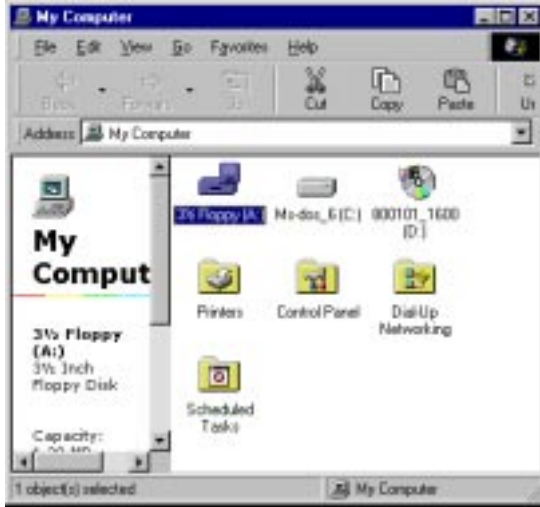 My Computer
File Edit View Go Favorites Help
Back Forward Up Cut Copy Paste
Address My Computer
My
Comput
3½ Floppy
(A:)
3½ Inch
Floppy Disk
Capacity:
3½ Floppy (A:) Ms-dos_6 (C:) 000101_1600
(D:)
Printers Control Panel Dial-Up
Networking
Scheduled
Tasks
1 object(s) selected My Computer